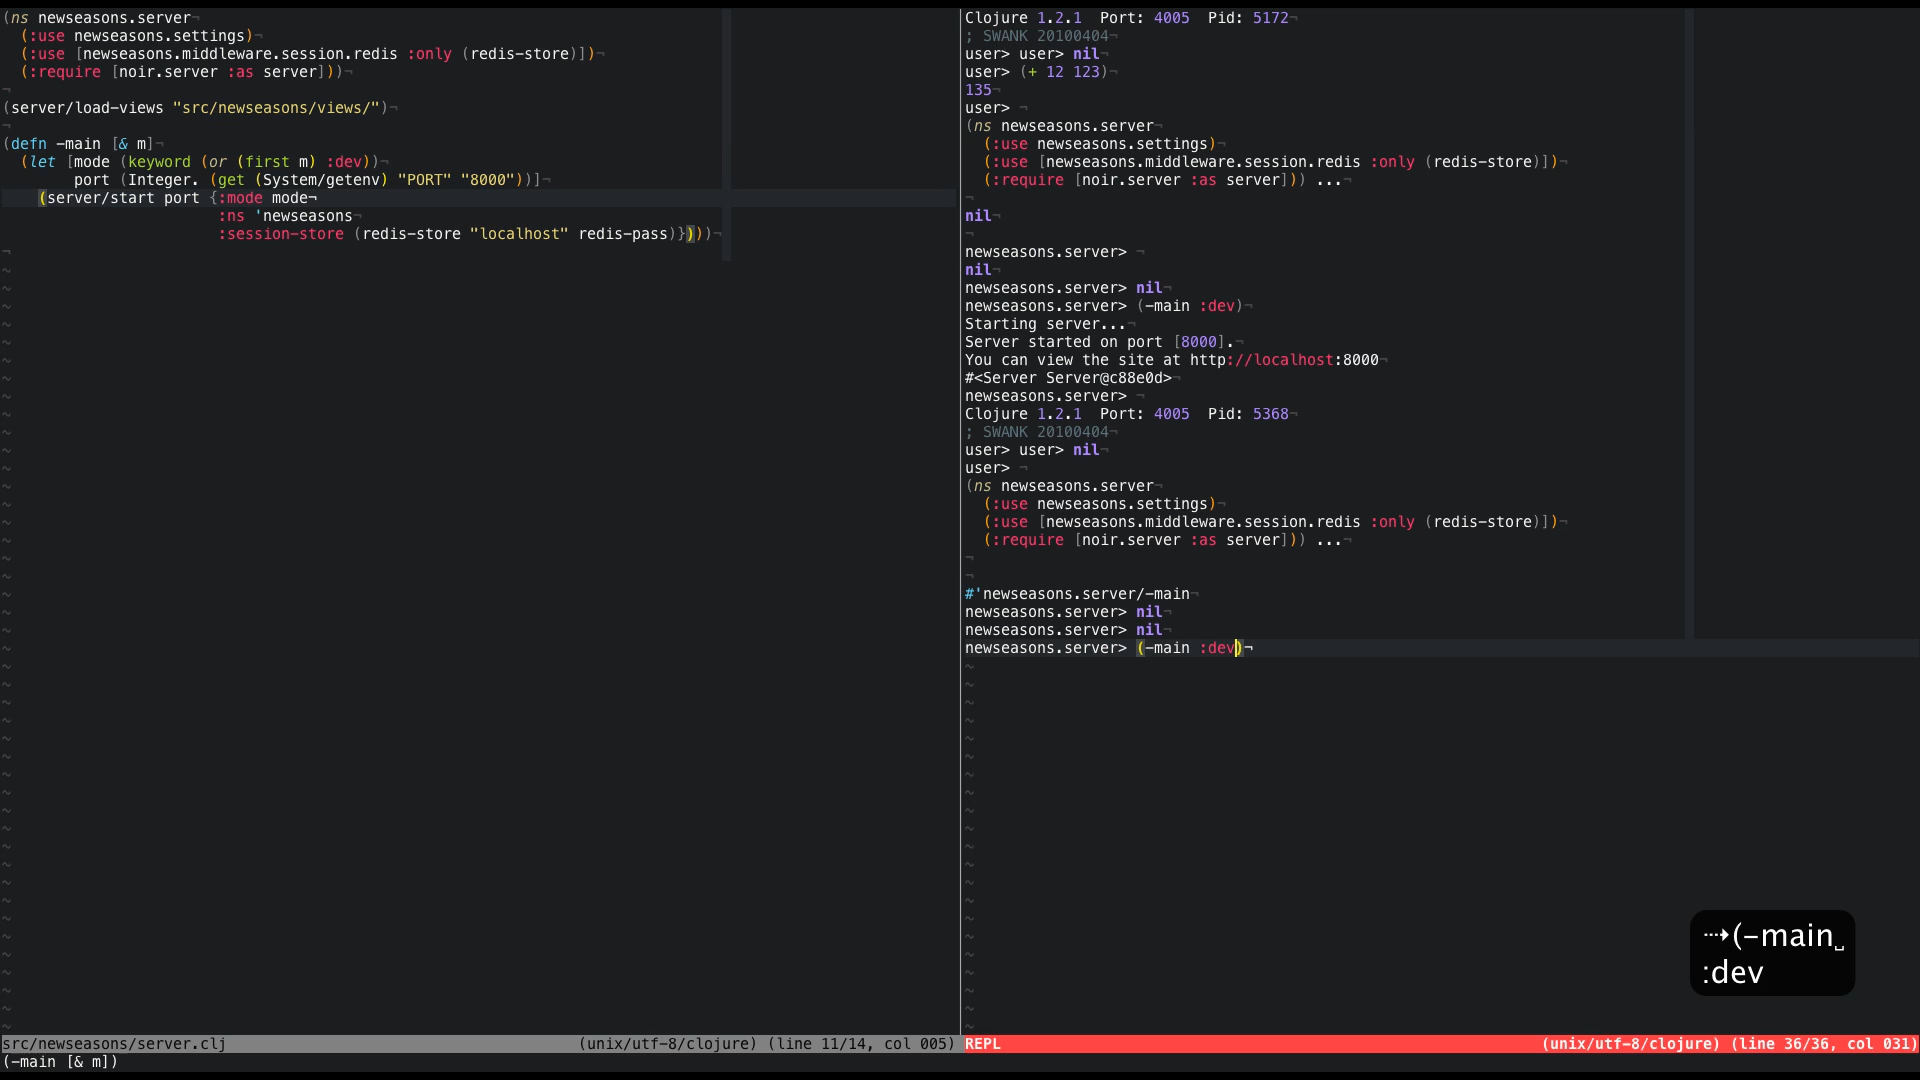 (ns newseasons.server¬
  (:use newseasons.settings)¬
  (:use [newseasons.middleware.session.redis :only (redis-store)])¬
  (:require [noir.server :as server]))¬
¬
(server/load-views "src/newseasons/views/")¬
¬
(defn -main [& m]¬
  (let [mode (keyword (or (first m) :dev))¬
        port (Integer. (get (System/getenv) "PORT" "8000"))]¬
    (server/start port {:mode mode¬
                        :ns 'newseasons¬
                        :session-store (redis-store "localhost" redis-pass)})))¬
¬
src/newseasons/server.clj (unix/utf-8/clojure) (line 11/14, col 005)
(-main [& m])
Clojure 1.2.1  Port: 4005  Pid: 5172¬
; SWANK 20100404¬
user> user> nil¬
user> (+ 12 123)¬
135¬
user> ¬
(ns newseasons.server¬
  (:use newseasons.settings)¬
  (:use [newseasons.middleware.session.redis :only (redis-store)])¬
  (:require [noir.server :as server])) ...¬
¬
nil¬
¬
newseasons.server> ¬
nil¬
newseasons.server> nil¬
newseasons.server> (-main :dev)¬
Starting server...¬
Server started on port [8000].¬
You can view the site at http://localhost:8000¬
#<Server Server@c88e0d>¬
newseasons.server> ¬
Clojure 1.2.1  Port: 4005  Pid: 5368¬
; SWANK 20100404¬
user> user> nil¬
user> ¬
(ns newseasons.server¬
  (:use newseasons.settings)¬
  (:use [newseasons.middleware.session.redis :only (redis-store)])¬
  (:require [noir.server :as server])) ...¬
¬
¬
#'newseasons.server/-main¬
newseasons.server> nil¬
newseasons.server> nil¬
newseasons.server> (-main :dev)¬
REPL (unix/utf-8/clojure) (line 36/36, col 031)
⇢(-main␣
:dev